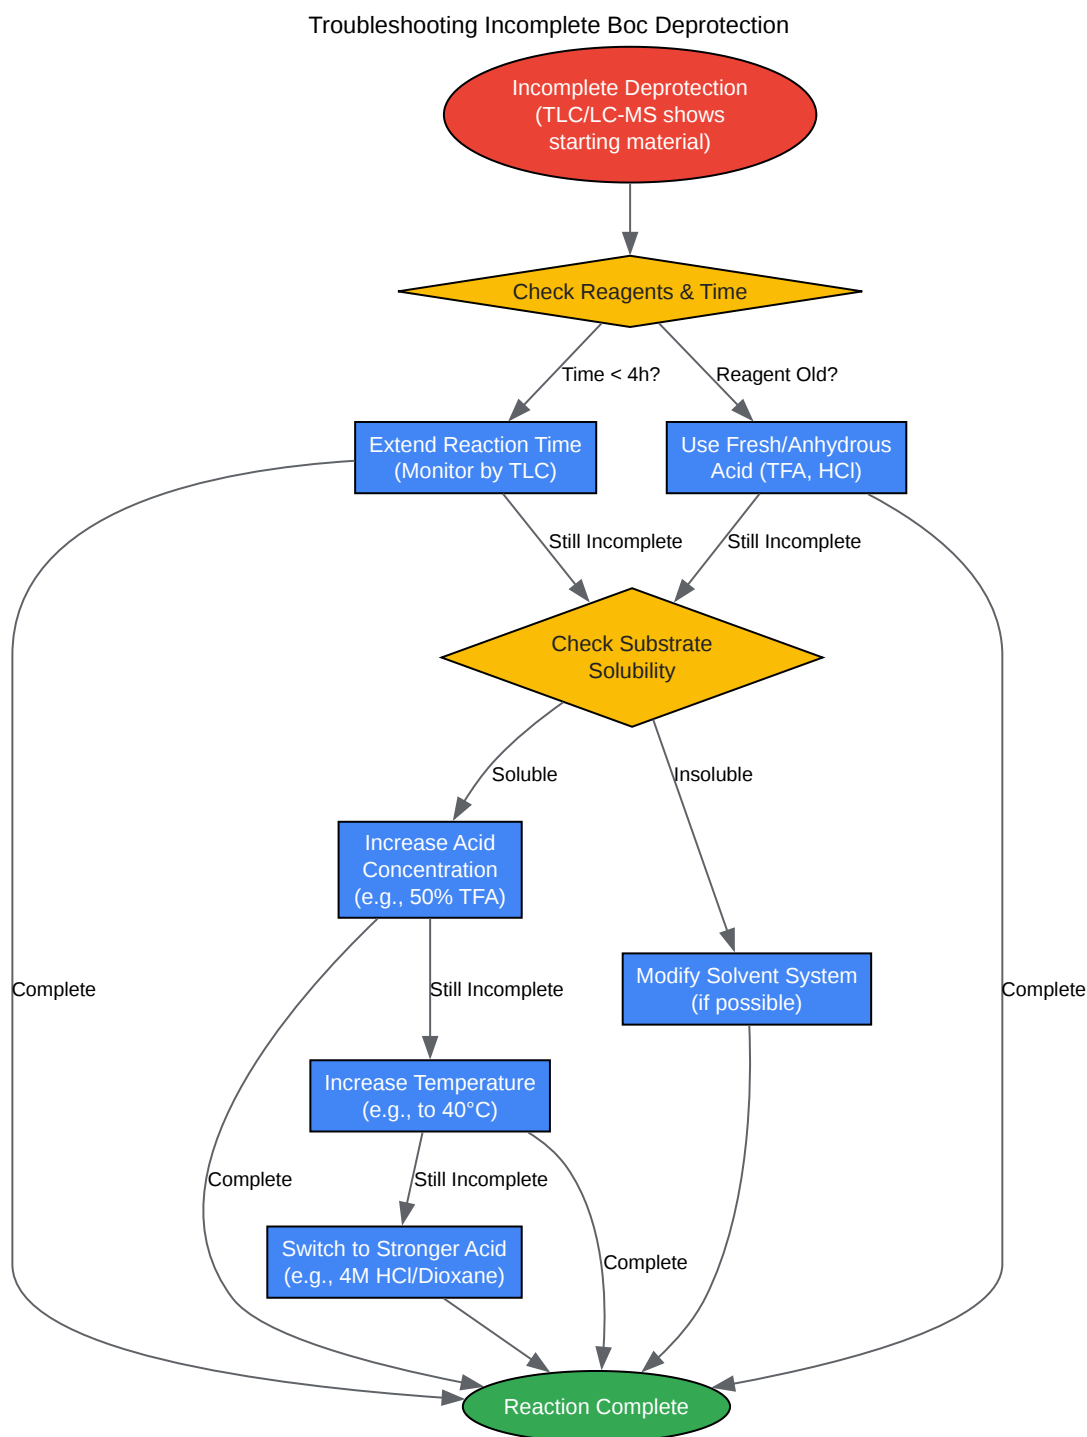 Troubleshooting Incomplete Boc Deprotection
Incomplete Deprotection
(TLC/LC-MS shows
starting material)
Check Reagents & Time
Time < 4h?
Reagent Old?
Extend Reaction Time
(Monitor by TLC)
Use Fresh/Anhydrous
Acid (TFA, HCl)
Still Incomplete
Still Incomplete
Check Substrate
Solubility
Soluble
Insoluble
Increase Acid
Concentration
(e.g., 50% TFA)
Modify Solvent System
(if possible)
Complete
Still Incomplete
Complete
Increase Temperature
(e.g., to 40°C)
Complete
Still Incomplete
Switch to Stronger Acid
(e.g., 4M HCl/Dioxane)
Complete
Reaction Complete